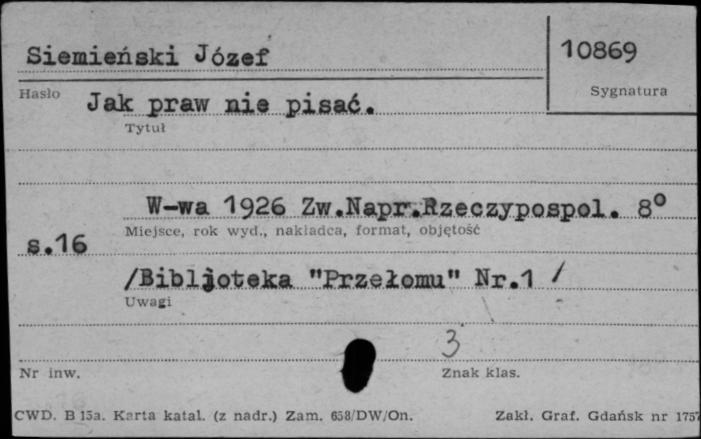 Siemieński Józef
10869
Hasło
Sygnatura
Jak praw nie pisać.
Tytuł
W-wa 1926 Zw.Napr.Rzeczypospol. 8°
Miejsce, rok wyd., nakładca, format, objętość
s.16
/Bibljoteka "Przełomu" Nr.1 /
Uwagi
3
Nr inw.
Znak klas.
CWD. B 15a. Karta katal. (z nadr.) Zam. 658/DW/On.
Zakł. Graf. Gdańsk nr 1757